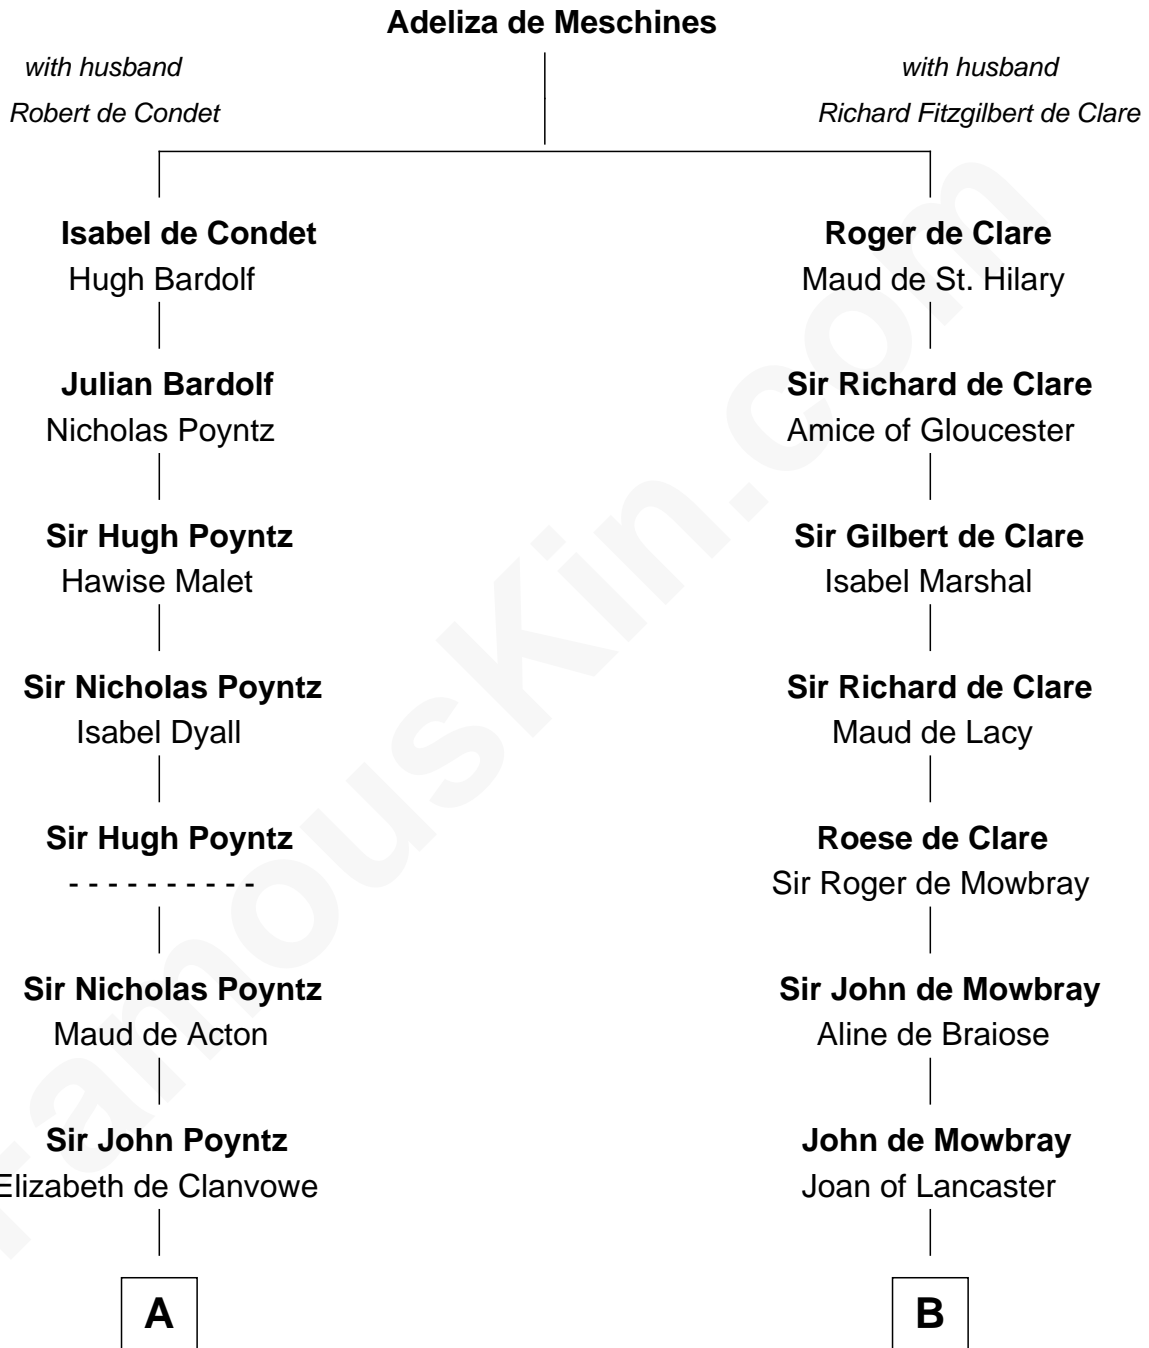 Adeliza de Meschines
with husband
Robert de Condet
with husband
Richard Fitzgilbert de Clare
Isabel de Condet
Hugh Bardolf
Roger de Clare
Maud de St. Hilary
Julian Bardolf
Nicholas Poyntz
Sir Richard de Clare
Amice of Gloucester
Sir Hugh Poyntz
Hawise Malet
Sir Gilbert de Clare
Isabel Marshal
Sir Nicholas Poyntz
Isabel Dyall
Sir Richard de Clare
Maud de Lacy
Sir Hugh Poyntz
- - - - - - - - - -
Roese de Clare
Sir Roger de Mowbray
Sir Nicholas Poyntz
Maud de Acton
Sir John de Mowbray
Aline de Braiose
Sir John Poyntz
Elizabeth de Clanvowe
John de Mowbray
Joan of Lancaster
A
B
famouskin.com